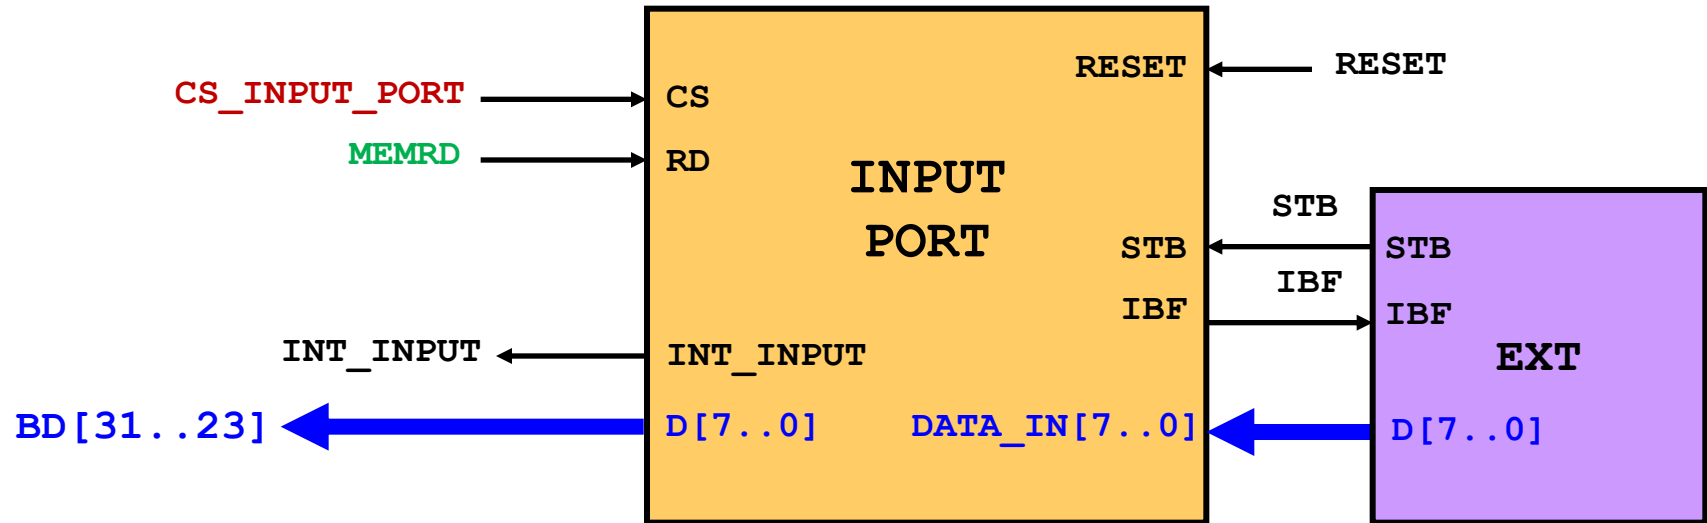 RESET
RESET
CS_INPUT_PORT
CS
MEMRD
RD
INPUT
PORT
STB
STB
STB
IBF
IBF
IBF
INT_INPUT
INT_INPUT
EXT
BD[31..23]
D[7..0]
DATA_IN[7..0]
D[7..0]